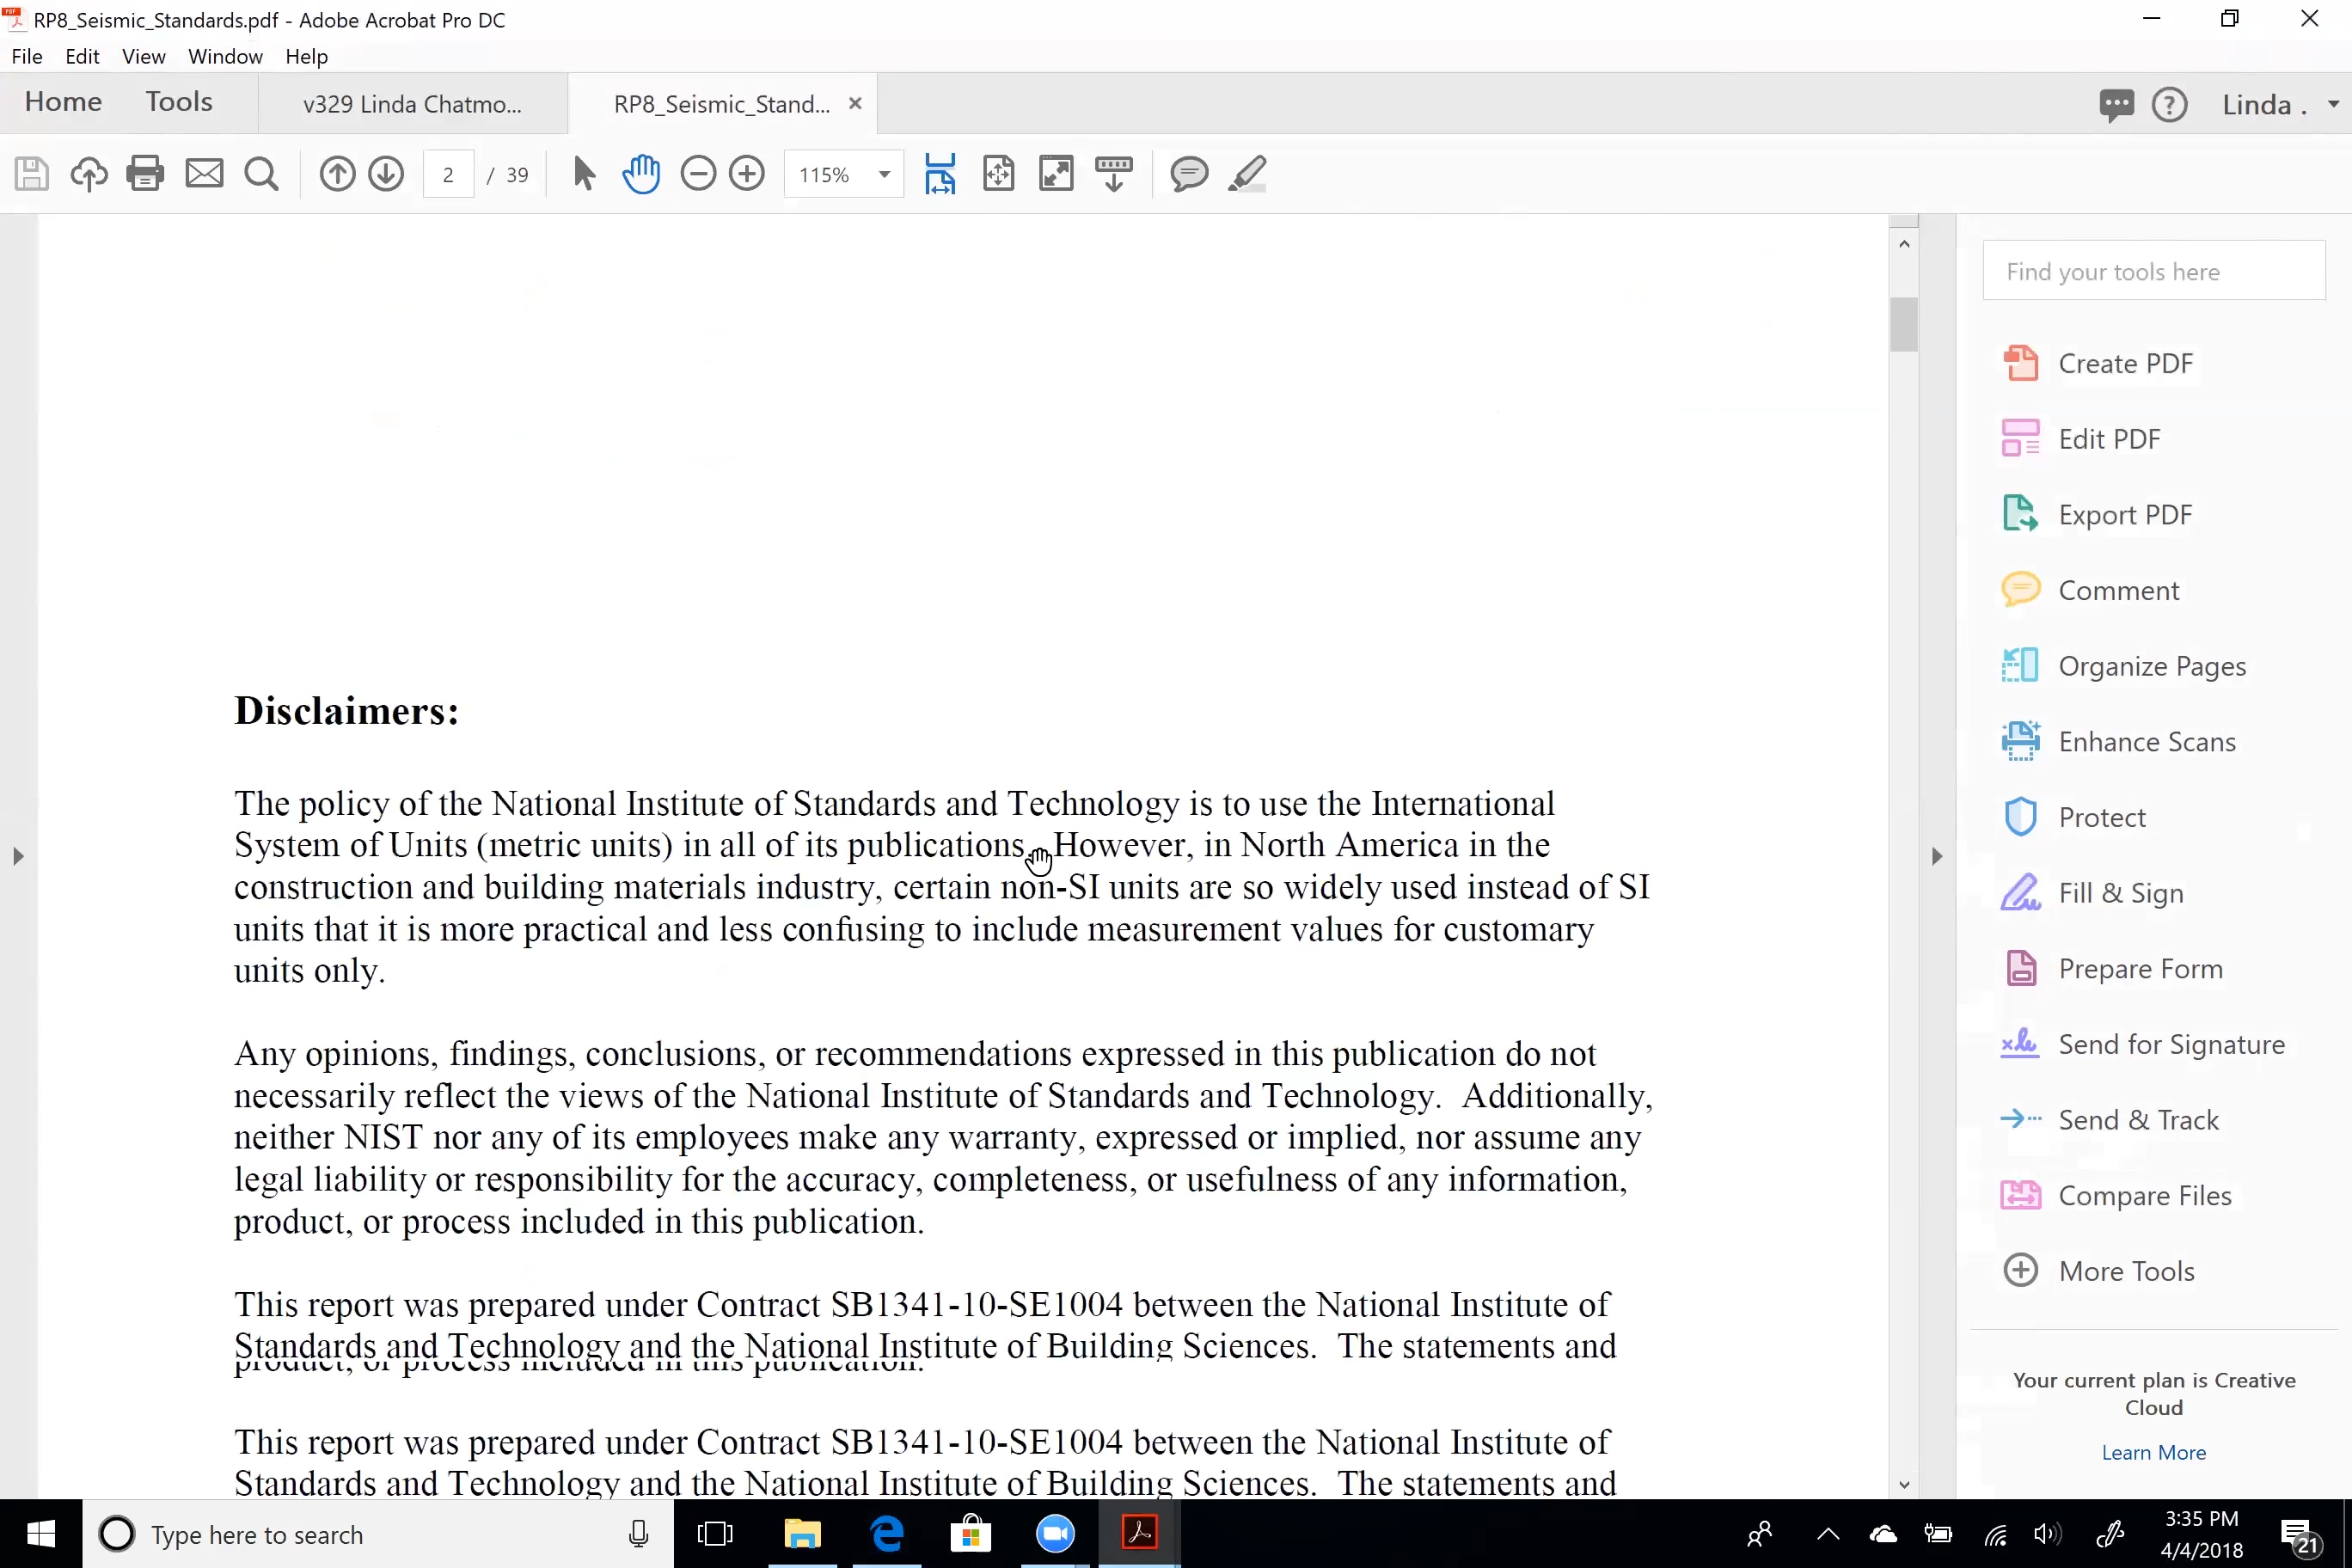 RP8_Seismic_Standards.pdf - Adobe Acrobat Pro DC
File Edit View Window Help
Home Tools v329 Linda Chatmo... RP8_Seismic_Stand... Linda .
2 / 39 115%
Find your tools here
Create PDF
Edit PDF
Export PDF
Comment
Organize Pages
Enhance Scans
Protect
Fill & Sign
Prepare Form
Send for Signature
Send & Track
Compare Files
More Tools
Your current plan is Creative
Cloud
Learn More
Disclaimers:
The policy of the National Institute of Standards and Technology is to use the International
System of Units (metric units) in all of its publications. However, in North America in the
construction and building materials industry, certain non-SI units are so widely used instead of SI
units that it is more practical and less confusing to include measurement values for customary
units only.
Any opinions, findings, conclusions, or recommendations expressed in this publication do not
necessarily reflect the views of the National Institute of Standards and Technology. Additionally,
neither NIST nor any of its employees make any warranty, expressed or implied, nor assume any
legal liability or responsibility for the accuracy, completeness, or usefulness of any information,
product, or process included in this publication.
This report was prepared under Contract SB1341-10-SE1004 between the National Institute of
Standards and Technology and the National Institute of Building Sciences. The statements and
product, or process included in this publication.
This report was prepared under Contract SB1341-10-SE1004 between the National Institute of
Standards and Technology and the National Institute of Building Sciences. The statements and
Type here to search
3:35 PM
4/4/2018
21